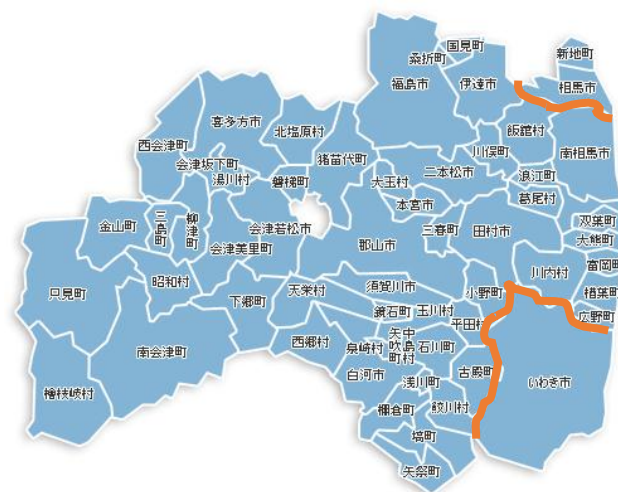 国見町
桑折町
新地町
福島市
伊達市
相馬市
喜多方市
北塩原村
飯舘村
西会津町
猪苗代町
川俣町
南相馬市
会津坂下町
湯川村
磐梯町
大玉村
二本松市
浪江町
葛尾村
本宮市
双葉町
金山町
三島町
柳津町
会津若松市
三春町
田村市
大熊町
会津美里町
郡山市
川内村
富岡町
只見町
昭和村
天栄村
須賀川市
小野町
楢葉町
下郷町
鏡石町
玉川村
平田村
広野町
南会津町
西郷村
泉崎村
矢吹町
中島村
石川町
古殿町
白河市
浅川町
いわき市
檜枝岐村
棚倉町
鮫川村
塙町
矢祭町